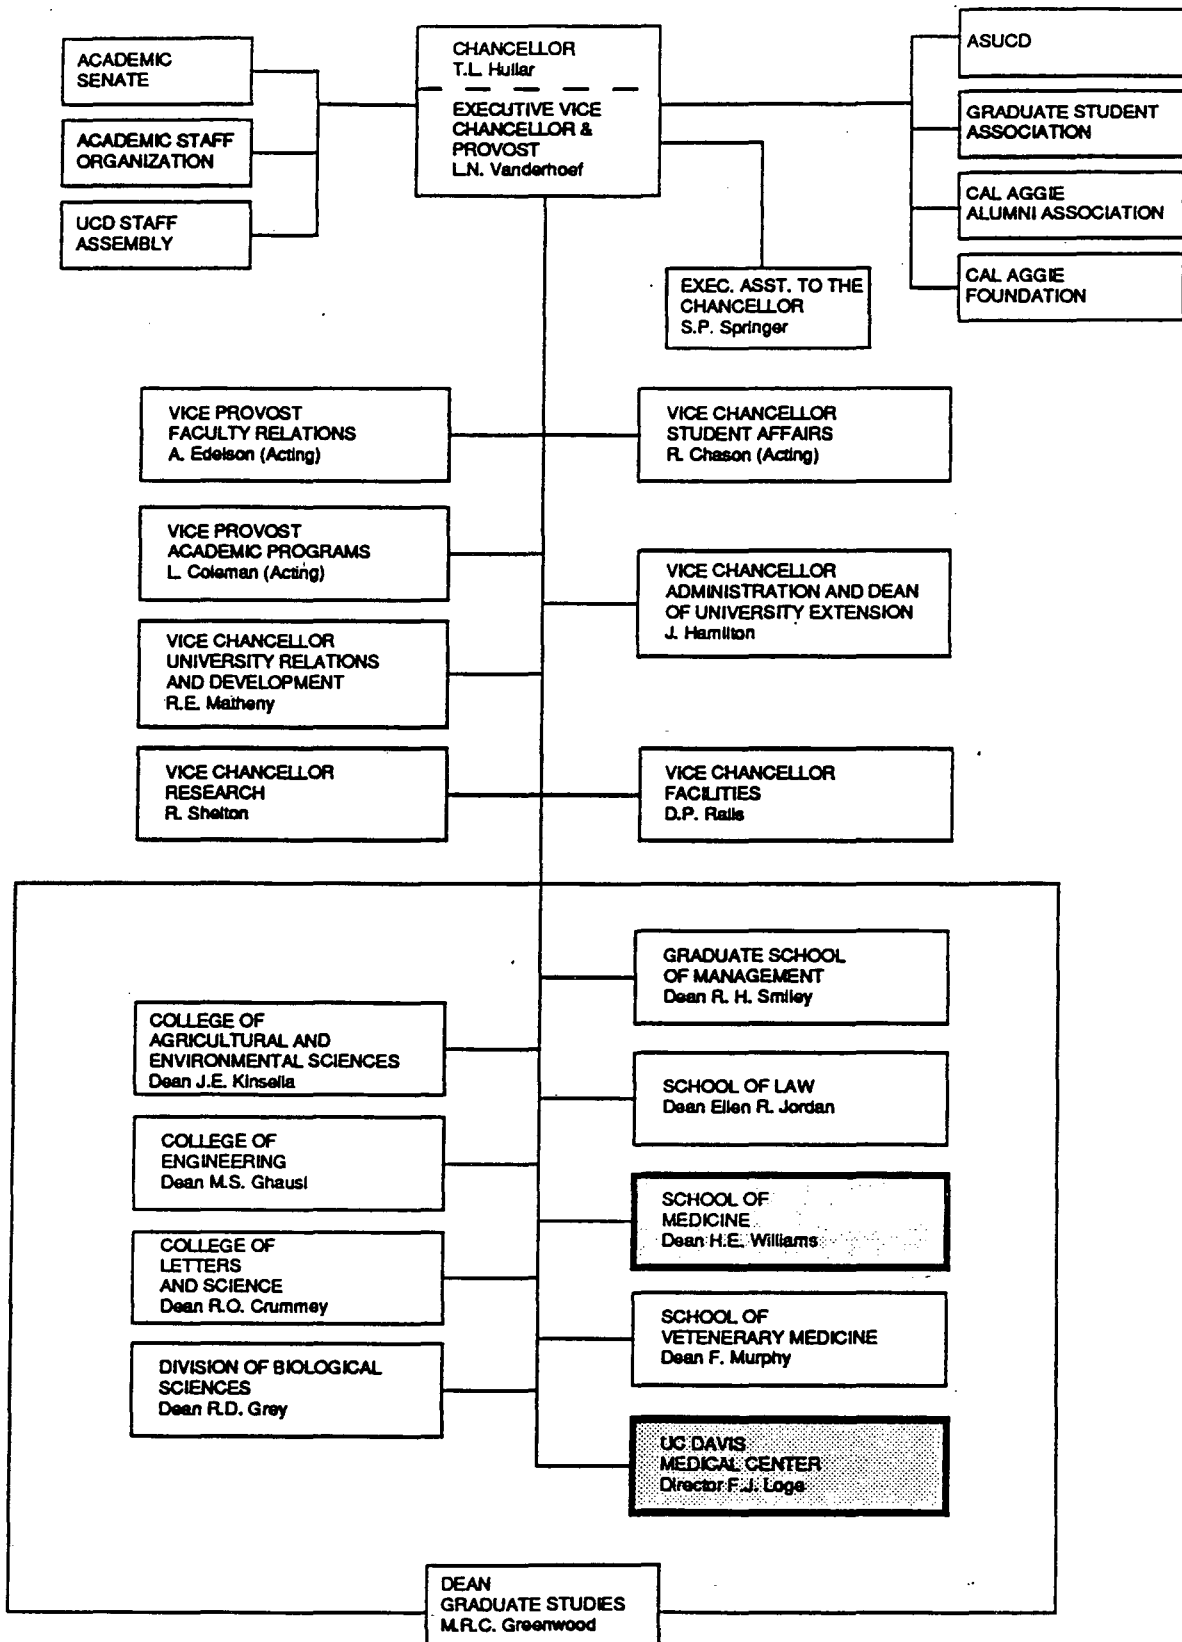 ACADEMIC
SENATE
ACADEMIC STAFF
ORGANIZATION
UCD STAFF
ASSEMBLY
CHANCELLOR
T.L. Hullar
EXECUTIVE VICE
CHANCELLOR &
PROVOST
L.N. Vanderhoef
ASUCD
GRADUATE STUDENT
ASSOCIATION
CAL AGGIE
ALUMNI ASSOCIATION
CAL AGGIE
FOUNDATION
EXEC. ASST. TO THE
CHANCELLOR
S.P. Springer
VICE PROVOST
FACULTY RELATIONS
A. Edelson (Acting)
VICE CHANCELLOR
STUDENT AFFAIRS
R. Chason (Acting)
VICE PROVOST
ACADEMIC PROGRAMS
L. Coleman (Acting)
VICE CHANCELLOR
ADMINISTRATION AND DEAN
OF UNIVERSITY EXTENSION
J. Hamilton
VICE CHANCELLOR
UNIVERSITY RELATIONS
AND DEVELOPMENT
R.E. Matheny
VICE CHANCELLOR
RESEARCH
R. Shelton
VICE CHANCELLOR
FACILITIES
D.P. Ralls
GRADUATE SCHOOL
OF MANAGEMENT
Dean R. H. Smiley
COLLEGE OF
AGRICULTURAL AND
ENVIRONMENTAL SCIENCES
Dean J.E. Kinsella
SCHOOL OF LAW
Dean Ellen R. Jordan
COLLEGE OF
ENGINEERING
Dean M.S. Ghausi
SCHOOL OF
MEDICINE
Dean H.E. Williams
COLLEGE OF
LETTERS
AND SCIENCE
Dean R.O. Crummey
SCHOOL OF
VETENERARY MEDICINE
Dean F. Murphy
DIVISION OF BIOLOGICAL
SCIENCES
Dean R.D. Grey
UC DAVIS
MEDICAL CENTER
Director F.J. Loge
DEAN
GRADUATE STUDIES
M.R.C. Greenwood